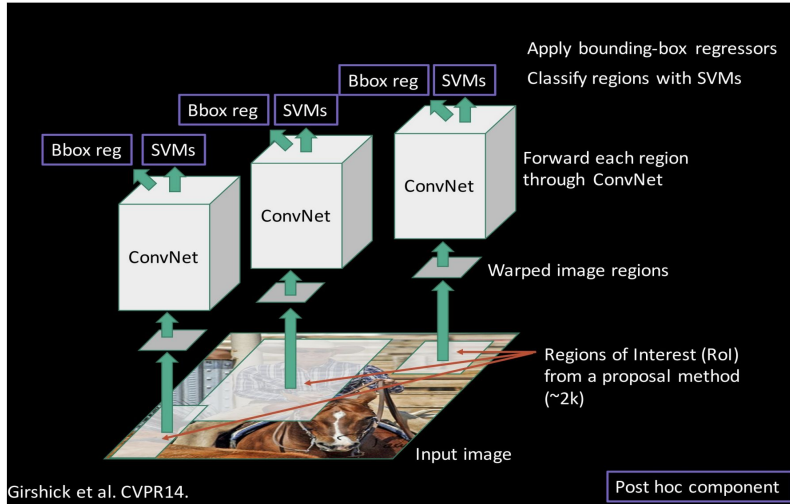 Apply bounding-box regressors
Bbox reg
SVMs
Classify regions with SVMs
Bbox reg
SVMs
Bbox reg
SVMs
Forward each region
through ConvNet
ConvNet
ConvNet
ConvNet
Warped image regions
Regions of Interest (RoI)
from a proposal method
(~2k)
Input image
Girshick et al. CVPR14.
Post hoc component